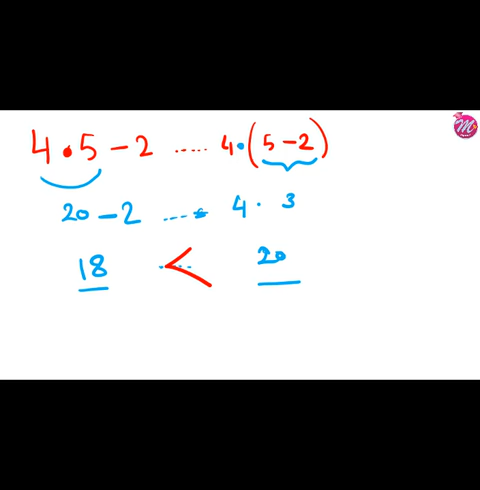 4 • 5 – 2 ..... 4 • (5 – 2)
20 – 2 ..... 4 . 3
18 < 20
M